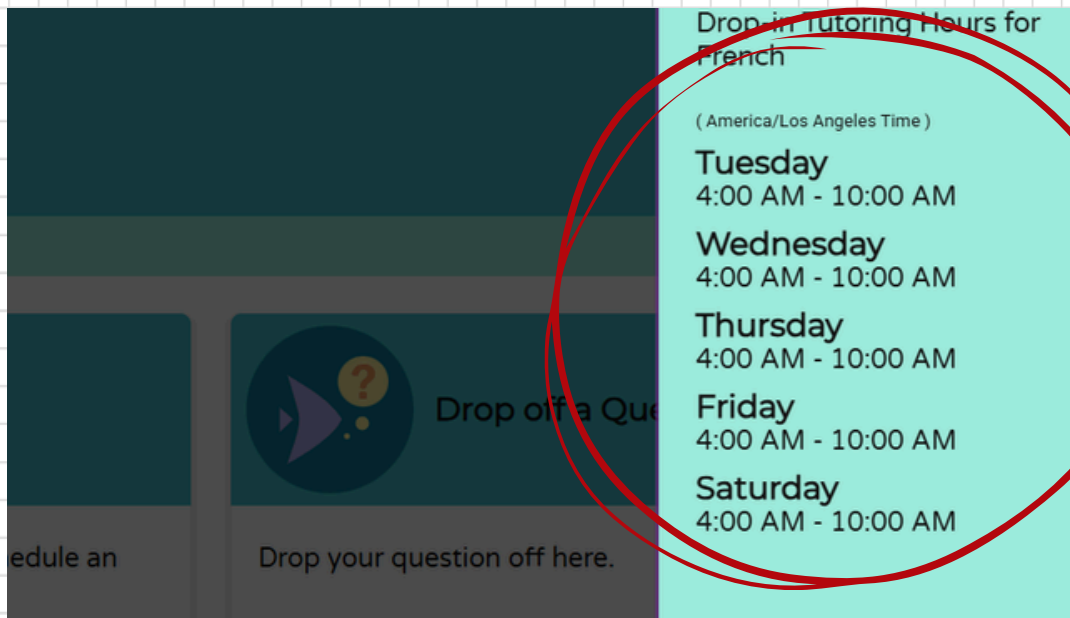 Drop-in Tutoring Hours for
French
( America/Los Angeles Time )
Tuesday
4:00 AM - 10:00 AM
Wednesday
4:00 AM - 10:00 AM
Thursday
4:00 AM - 10:00 AM
Friday
4:00 AM - 10:00 AM
Saturday
4:00 AM - 10:00 AM
?
Drop off a Que
edule an
Drop your question off here.